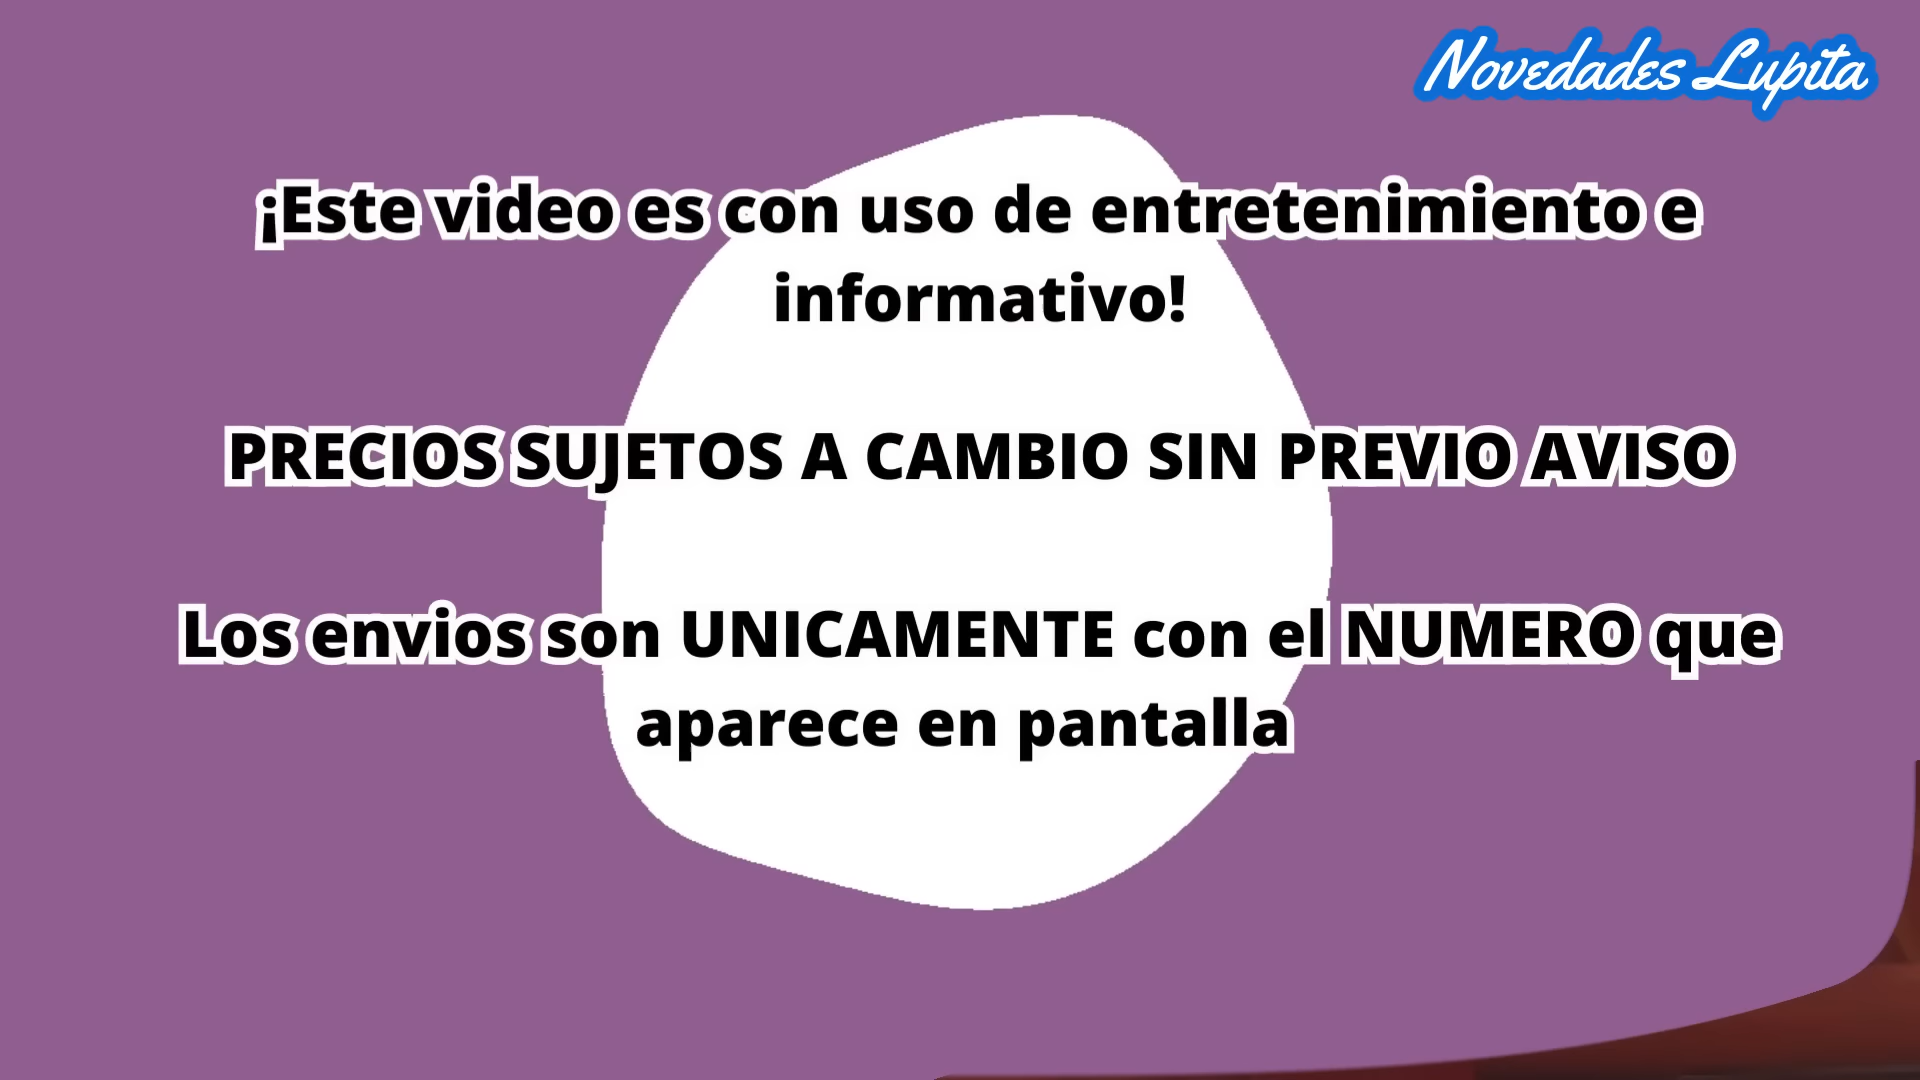 Novedades Lupita
¡Este video es con uso de entretenimiento e
informativo!
PRECIOS SUJETOS A CAMBIO SIN PREVIO AVISO
Los envios son UNICAMENTE con el NUMERO que
aparece en pantalla